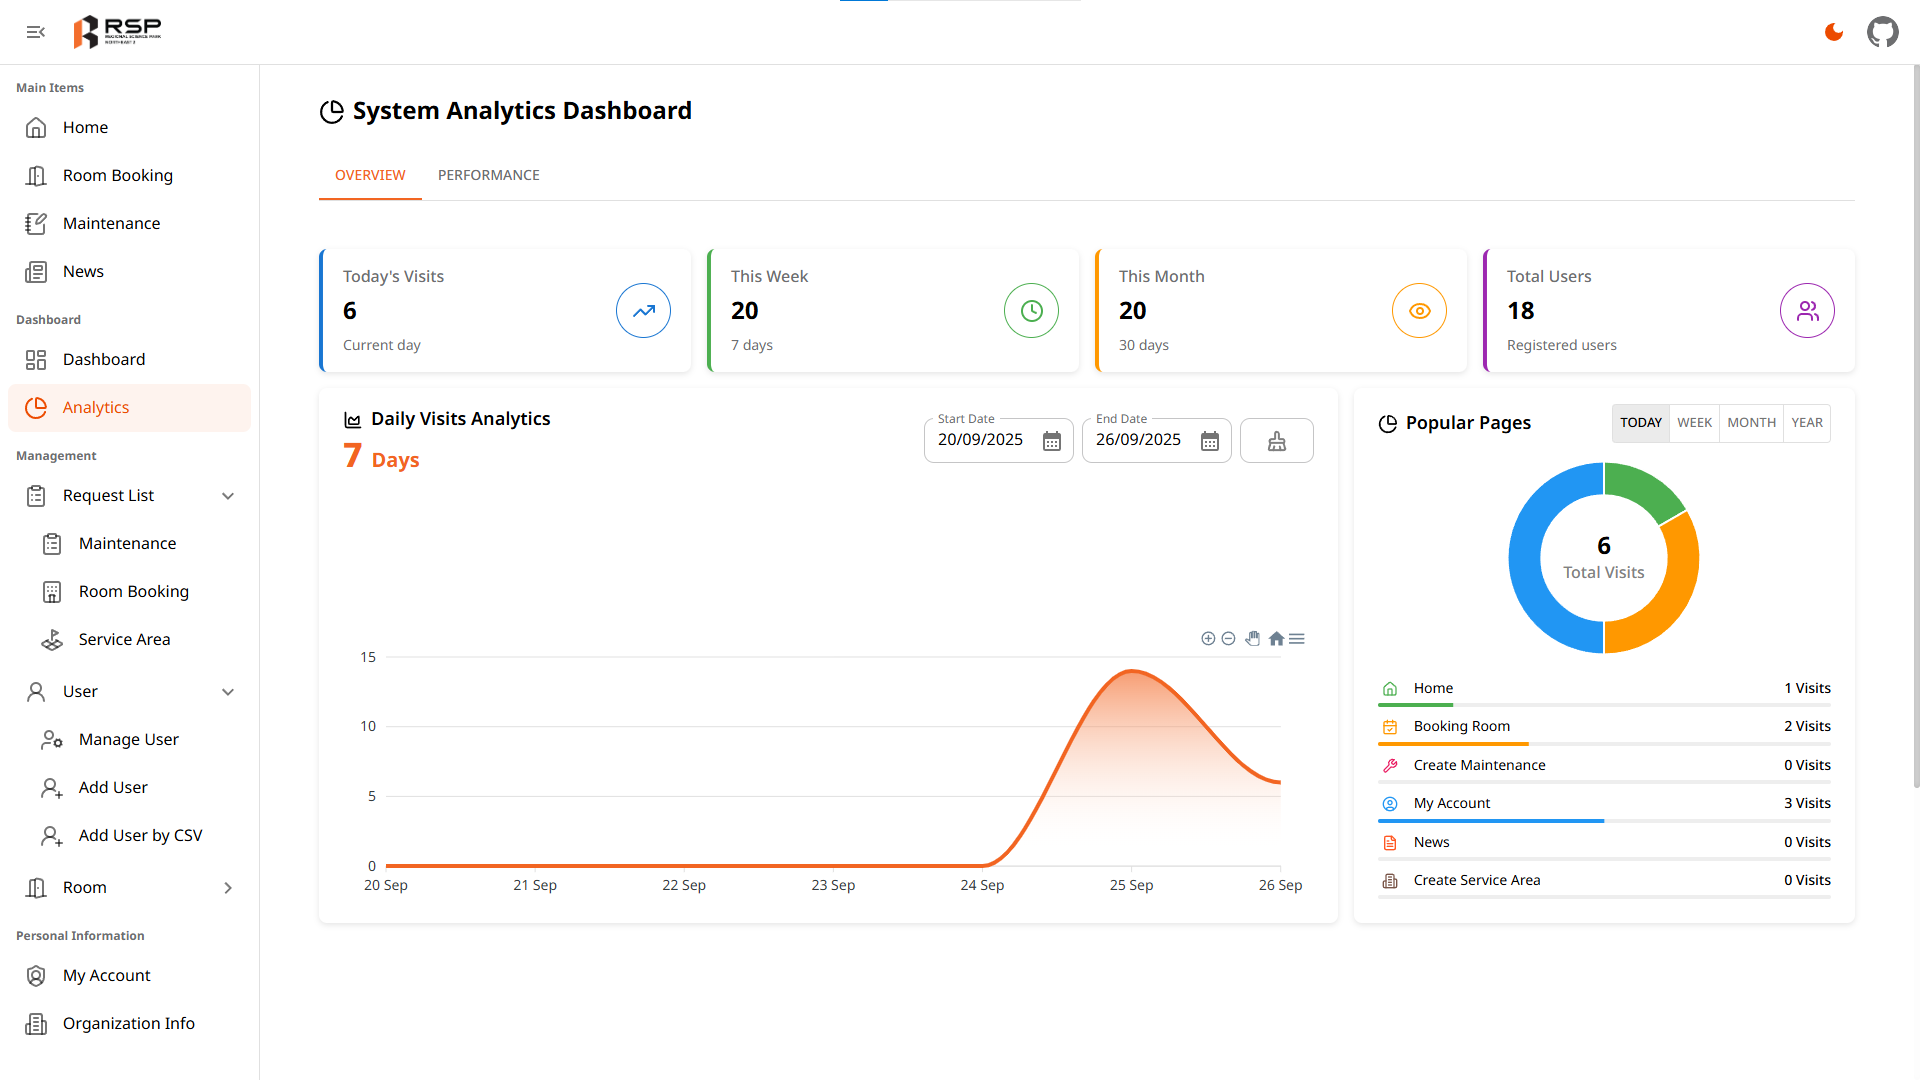 RSP
REGIONAL SCIENCE PARK
NORTHEAST 2
Main Items
Home
Room Booking
Maintenance
News
Dashboard
Dashboard
Analytics
Management
Request List
Maintenance
Room Booking
Service Area
User
Manage User
Add User
Add User by CSV
Room
Personal Information
My Account
Organization Info
System Analytics Dashboard
OVERVIEW PERFORMANCE
Today's Visits
6
Current day
This Week
20
7 days
This Month
20
30 days
Total Users
18
Registered users
Daily Visits Analytics
7 Days
Start Date
20/09/2025
End Date
26/09/2025
15
10
5
0
20 Sep 21 Sep 22 Sep 23 Sep 24 Sep 25 Sep 26 Sep
Popular Pages
TODAY WEEK MONTH YEAR
6
Total Visits
Home 1 Visits
Booking Room 2 Visits
Create Maintenance 0 Visits
My Account 3 Visits
News 0 Visits
Create Service Area 0 Visits